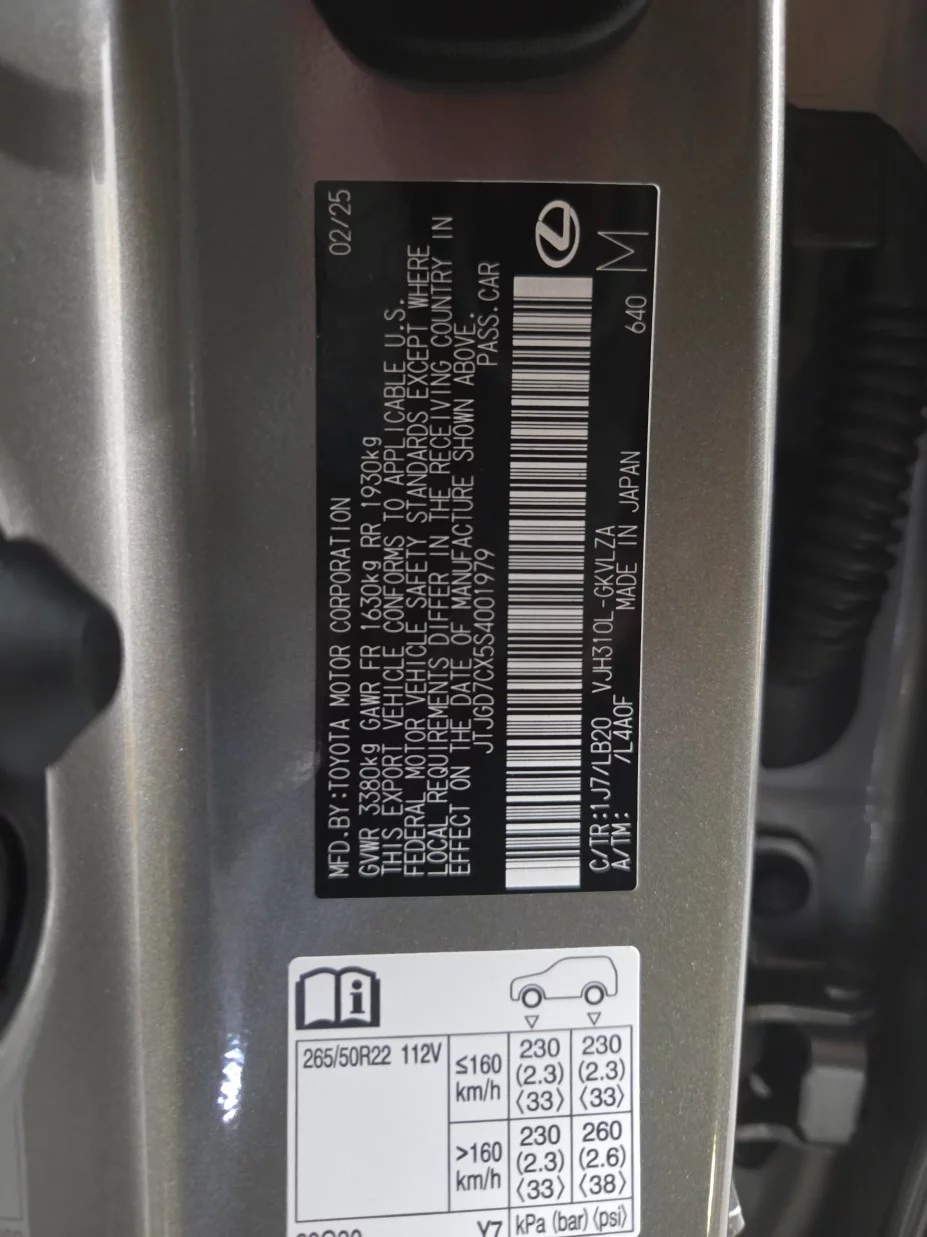 MFD.BY:TOYOTA MOTOR CORPORATION 02/25
GVWR 3380kg GAWR FR 1630kg RR 1930kg
THIS EXPORT VEHICLE CONFORMS TO APPLICABLE U.S.
FEDERAL MOTOR VEHICLE SAFETY STANDARDS EXCEPT WHERE
LOCAL REQUIREMENTS DIFFER IN THE RECEIVING COUNTRY IN
EFFECT ON THE DATE OF MANUFACTURE SHOWN ABOVE.
JTJGD7CX5S4001979 PASS.CAR
C/TR:1J7/LB20 VJH310L-GKVLZA
A/TM: /L4A0F MADE IN JAPAN 640 M
265/50R22 112V
≤160 km/h 230 (2.3) ⟨33⟩ 230 (2.3) ⟨33⟩
>160 km/h 230 (2.3) ⟨33⟩ 260 (2.6) ⟨38⟩
Y7 kPa (bar) ⟨psi⟩